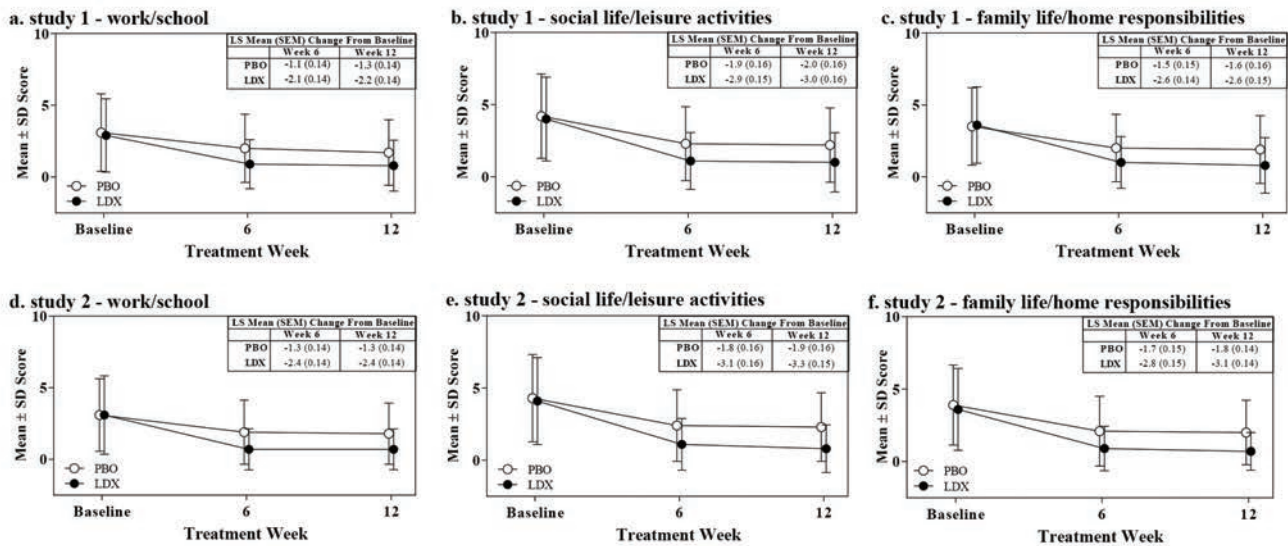 a. study 1 - work/school
10
5
0
Mean ± SD Score
LS Mean (SEM) Change From Baseline
Week 6 Week 12
PBO -1.1 (0.14) -1.3 (0.14)
LDX -2.1 (0.14) -2.2 (0.14)
PBO
LDX
Baseline 6 12
Treatment Week
b. study 1 - social life/leisure activities
10
5
0
Mean ± SD Score
LS Mean (SEM) Change From Baseline
Week 6 Week 12
PBO -1.9 (0.16) -2.0 (0.16)
LDX -2.9 (0.15) -3.0 (0.16)
PBO
LDX
Baseline 6 12
Treatment Week
c. study 1 - family life/home responsibilities
10
5
0
Mean ± SD Score
LS Mean (SEM) Change From Baseline
Week 6 Week 12
PBO -1.5 (0.15) -1.6 (0.16)
LDX -2.6 (0.14) -2.6 (0.15)
PBO
LDX
Baseline 6 12
Treatment Week
d. study 2 - work/school
10
5
0
Mean ± SD Score
LS Mean (SEM) Change From Baseline
Week 6 Week 12
PBO -1.3 (0.14) -1.3 (0.14)
LDX -2.4 (0.14) -2.4 (0.14)
PBO
LDX
Baseline 6 12
Treatment Week
e. study 2 - social life/leisure activities
10
5
0
Mean ± SD Score
LS Mean (SEM) Change From Baseline
Week 6 Week 12
PBO -1.8 (0.16) -1.9 (0.16)
LDX -3.1 (0.16) -3.3 (0.15)
PBO
LDX
Baseline 6 12
Treatment Week
f. study 2 - family life/home responsibilities
10
5
0
Mean ± SD Score
LS Mean (SEM) Change From Baseline
Week 6 Week 12
PBO -1.7 (0.15) -1.8 (0.14)
LDX -2.8 (0.15) -3.1 (0.14)
PBO
LDX
Baseline 6 12
Treatment Week